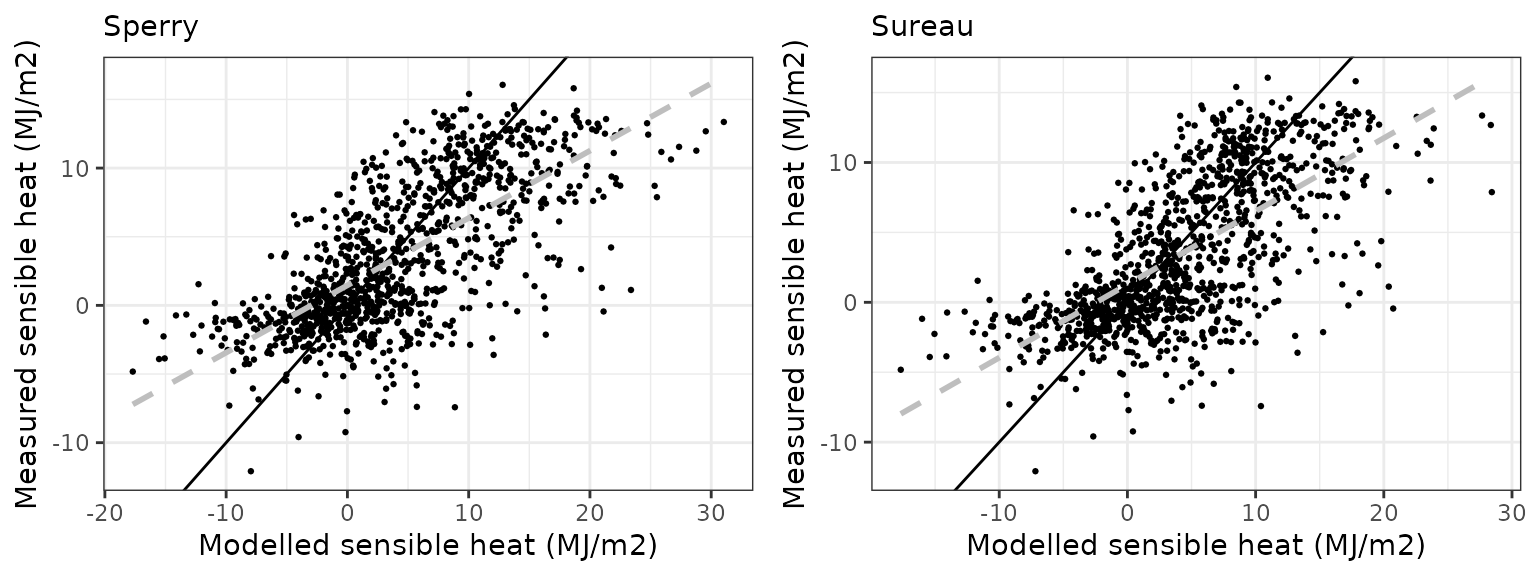 Sperry
Measured sensible heat (MJ/m2)
10
0
-10
-20 -10 0 10 20 30
Modelled sensible heat (MJ/m2)
Sureau
Measured sensible heat (MJ/m2)
10
0
-10
-10 0 10 20 30
Modelled sensible heat (MJ/m2)